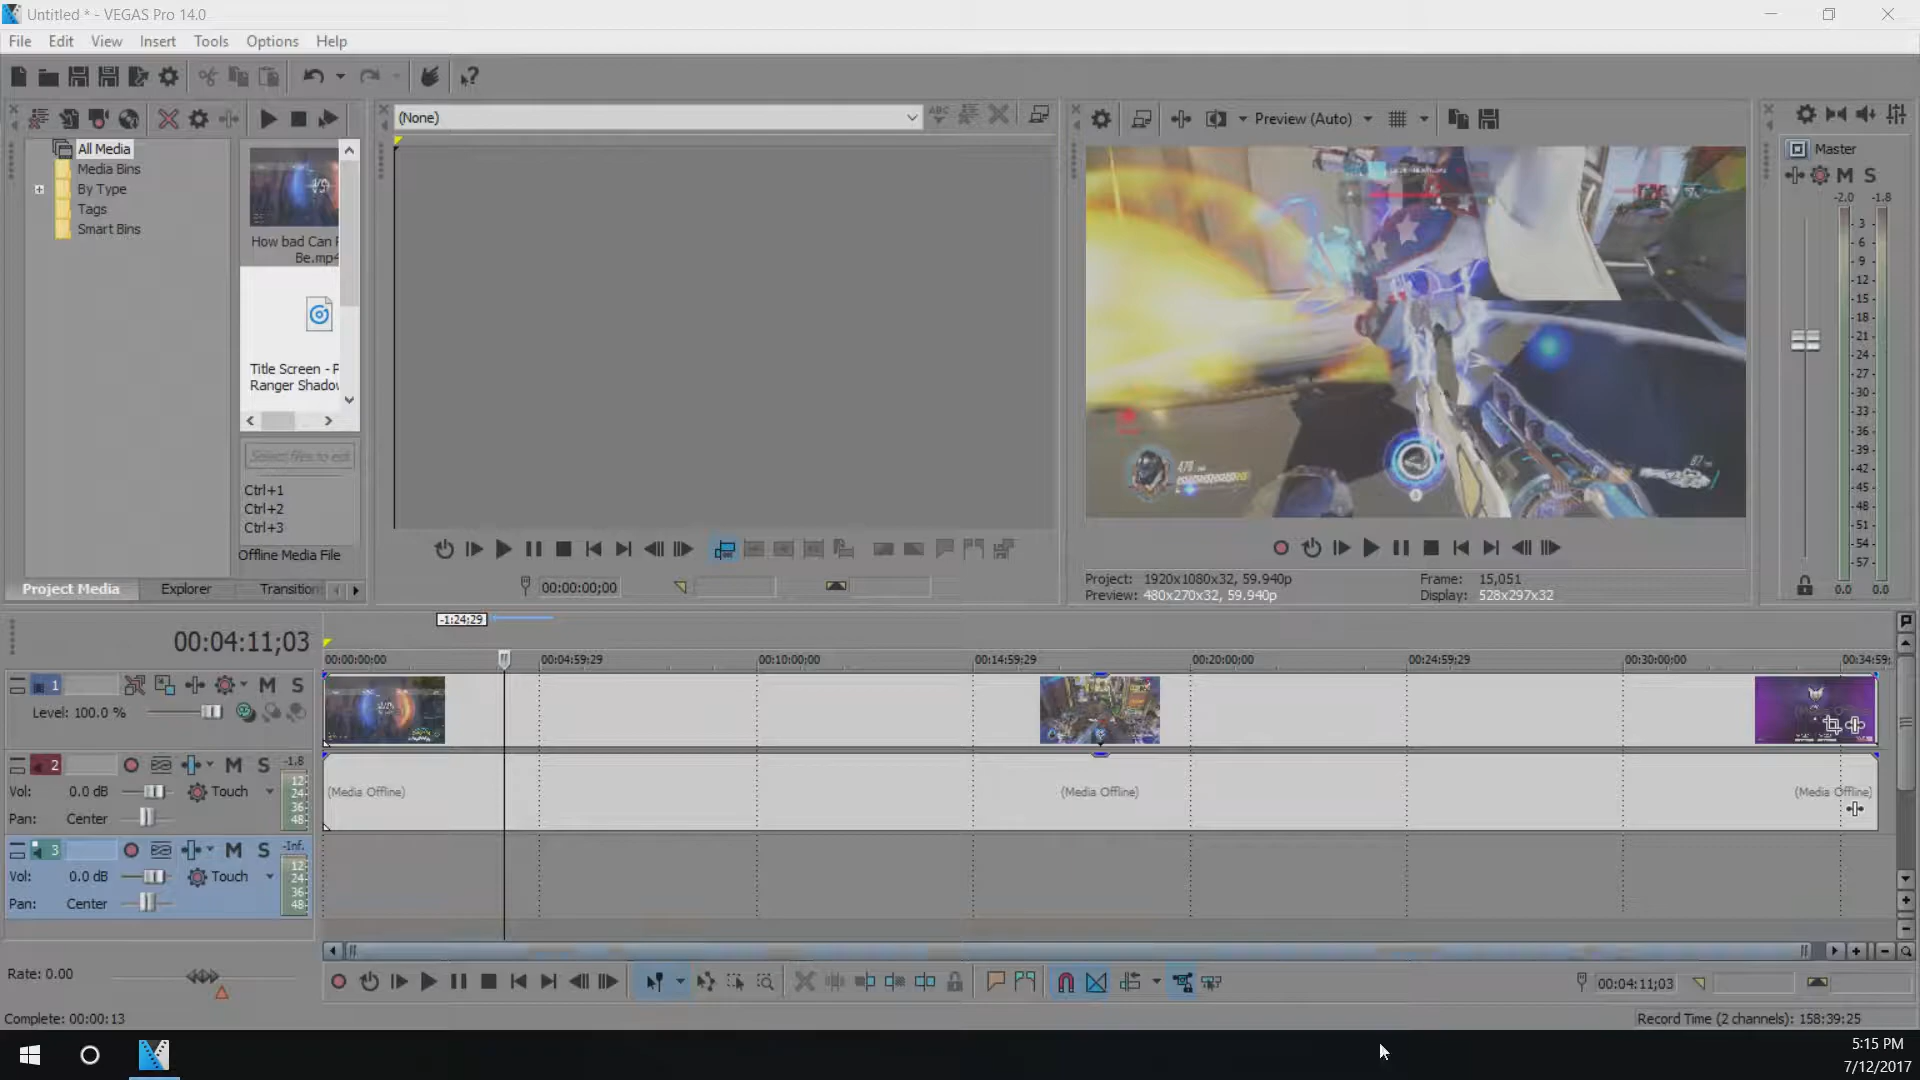 Untitled * - VEGAS Pro 14.0
File Edit View Insert Tools Options Help
(None)
Preview (Auto)
All Media
Media Bins
By Type
Tags
Smart Bins
How bad Can
Be.mp4
Title Screen - P
Ranger Shadow
Select files to edit
Ctrl+1
Ctrl+2
Ctrl+3
Offline Media File
Project Media Explorer Transition
00:00:00;00
Project: 1920x1080x32, 59.940p
Preview: 480x270x32, 59.940p
Frame: 15,051
Display: 528x297x32
Master
M S
-2.0 -1.8
3
6
9
12
15
18
21
24
27
30
33
36
39
42
45
48
51
54
57
0.0 0.0
-1:24:29
00:04:11;03
00:00:00;00 00:04:59;29 00:10:00;00 00:14:59;29 00:20:00;00 00:24:59;29 00:30:00;00 00:34:59;
1 M S
Level: 100.0 %
2 M S -1.8
Vol: 0.0 dB Touch
Pan: Center
12
24
36
48
(Media Offline) (Media Offline) (Media Offline)
3 M S -Inf.
Vol: 0.0 dB Touch
Pan: Center
12
24
36
48
Rate: 0.00
00:04:11;03
Complete: 00:00:13
Record Time (2 channels): 158:39:25
5:15 PM
7/12/2017